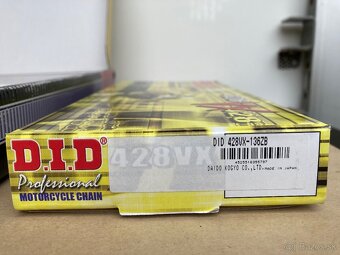 D.I.D
Professional
MOTORCYCLE CHAIN
428VX
DID 428VX-136ZB
DAIDO KOGYO CO.,LTD. MADE IN JAPAN